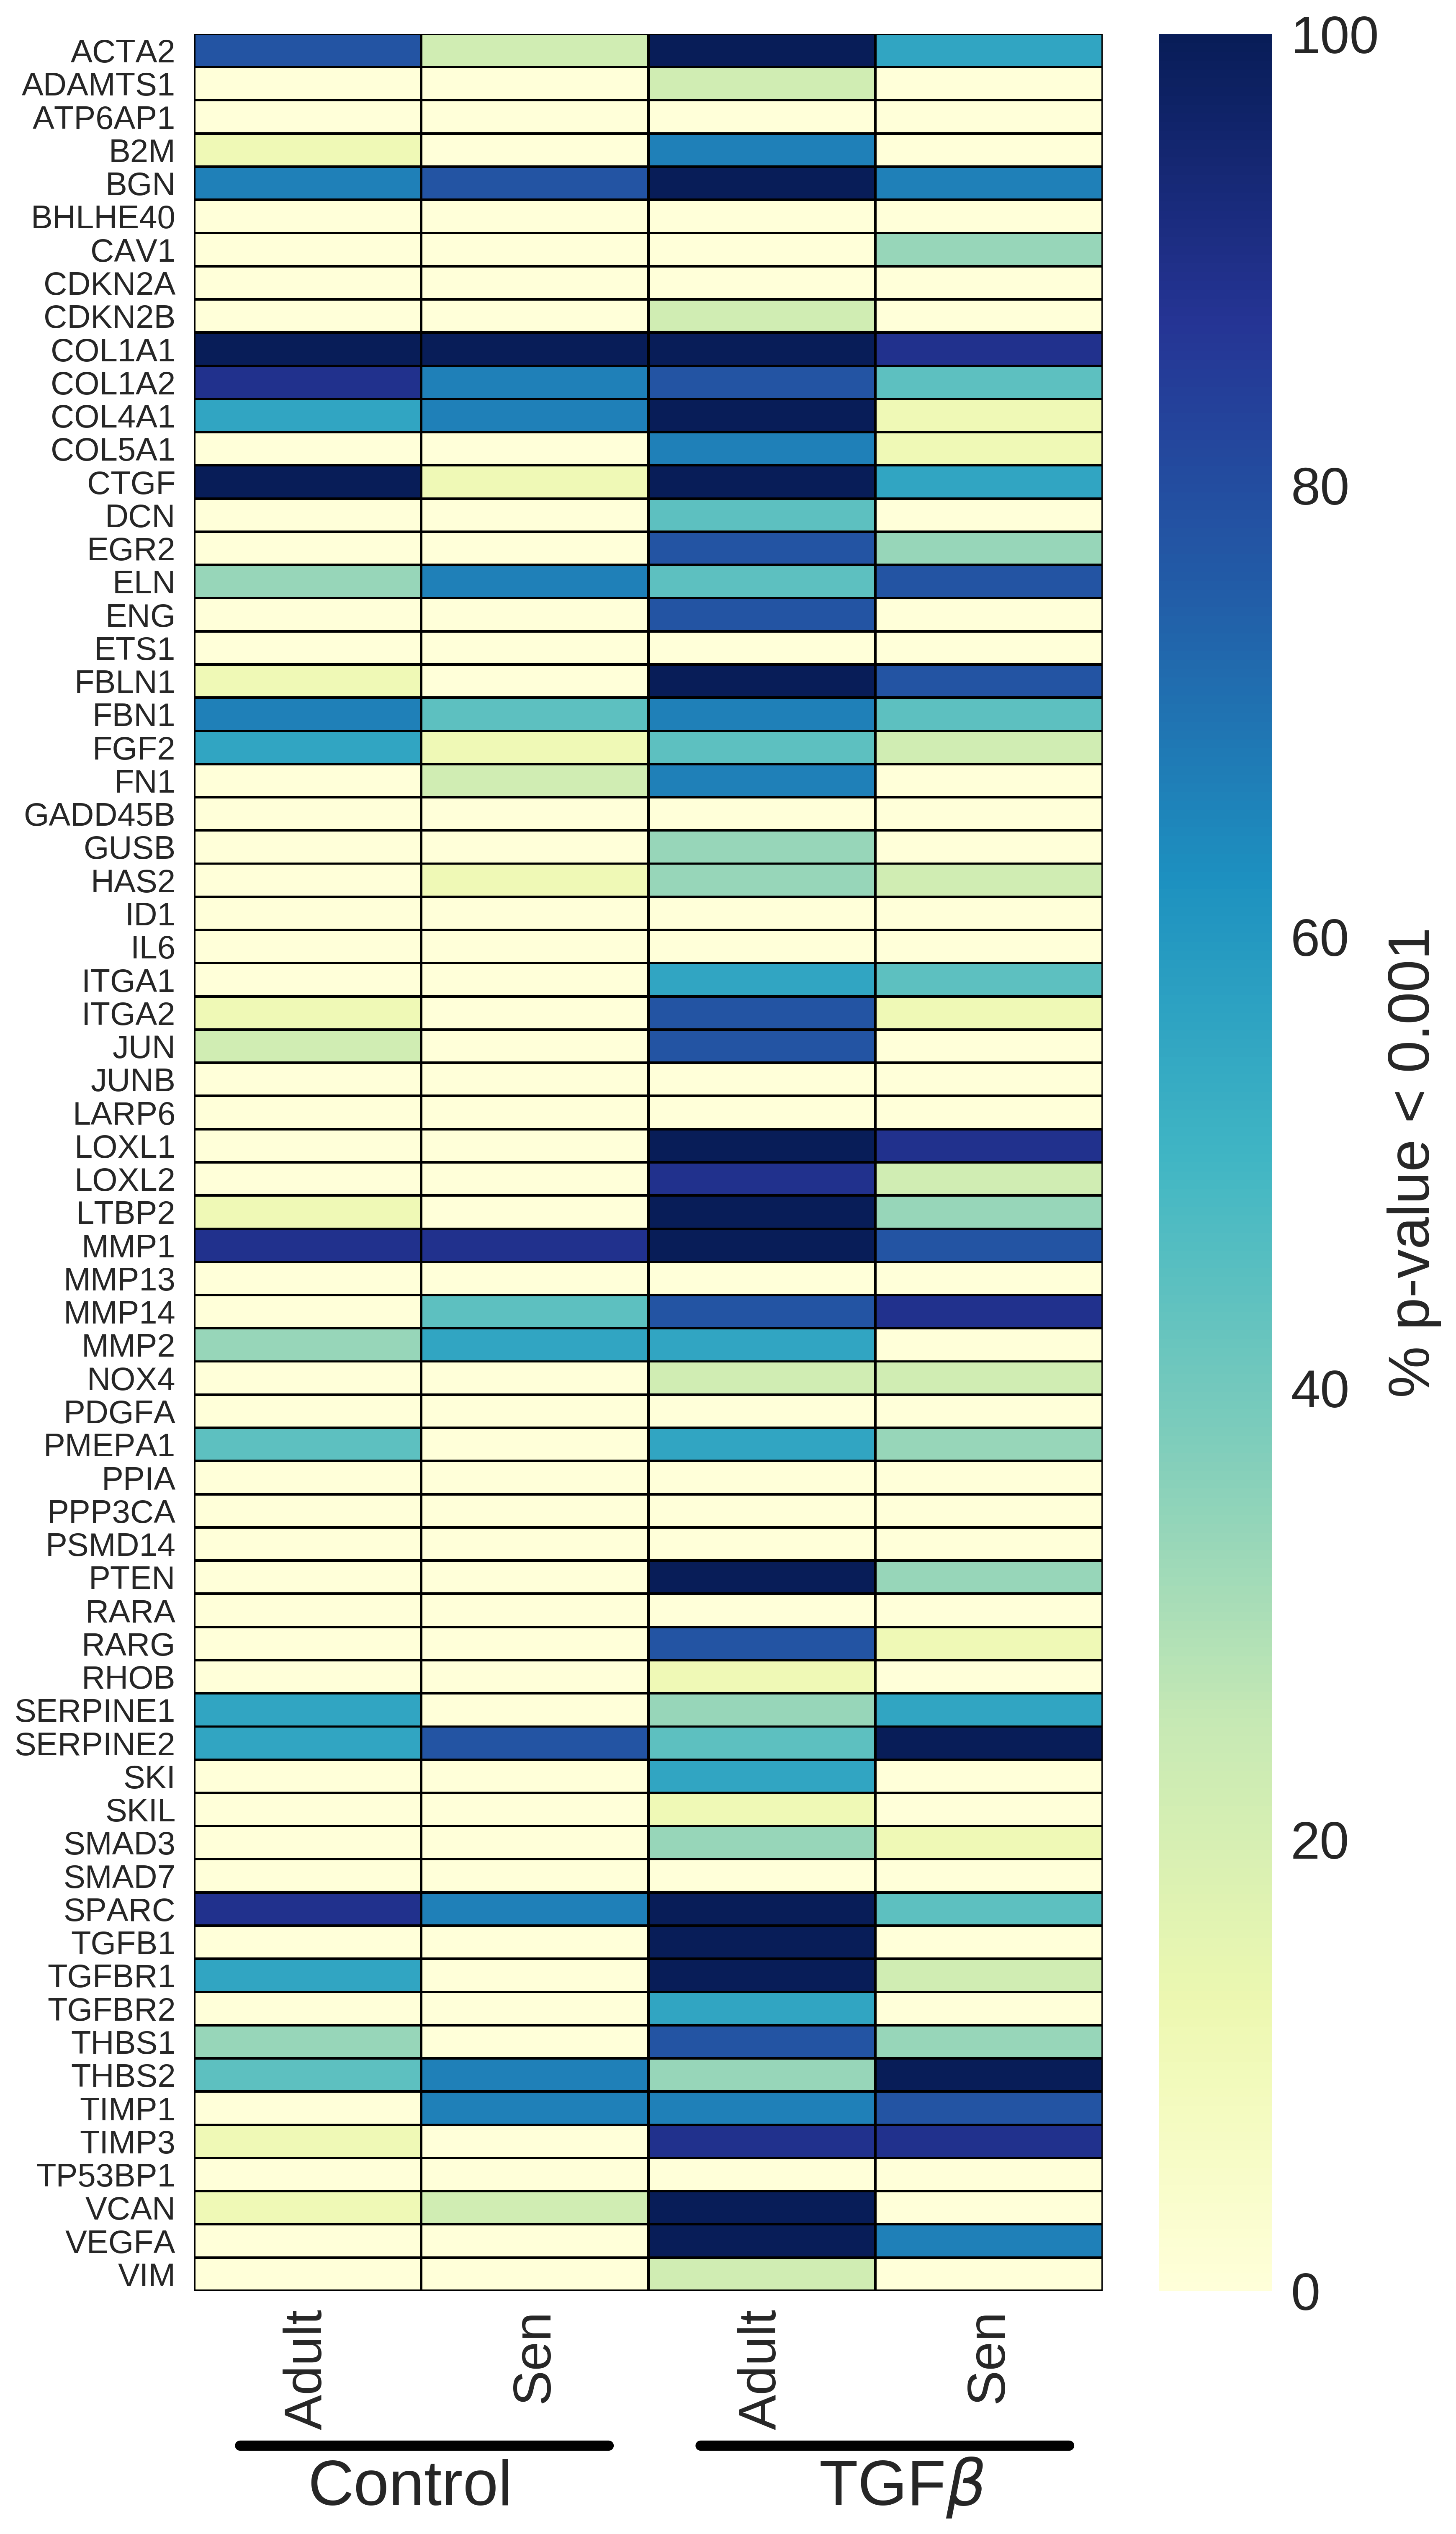 ACTA2
ADAMTS1
ATP6AP1
B2M
BGN
BHLHE40
CAV1
CDKN2A
CDKN2B
COL1A1
COL1A2
COL4A1
COL5A1
CTGF
DCN
EGR2
ELN
ENG
ETS1
FBLN1
FBN1
FGF2
FN1
GADD45B
GUSB
HAS2
ID1
IL6
ITGA1
ITGA2
JUN
JUNB
LARP6
LOXL1
LOXL2
LTBP2
MMP1
MMP13
MMP14
MMP2
NOX4
PDGFA
PMEPA1
PPIA
PPP3CA
PSMD14
PTEN
RARA
RARG
RHOB
SERPINE1
SERPINE2
SKI
SKIL
SMAD3
SMAD7
SPARC
TGFB1
TGFBR1
TGFBR2
THBS1
THBS2
TIMP1
TIMP3
TP53BP1
VCAN
VEGFA
VIM
Adult Sen Adult Sen
Control TGFβ
100
80
60
40
20
0
% p-value < 0.001